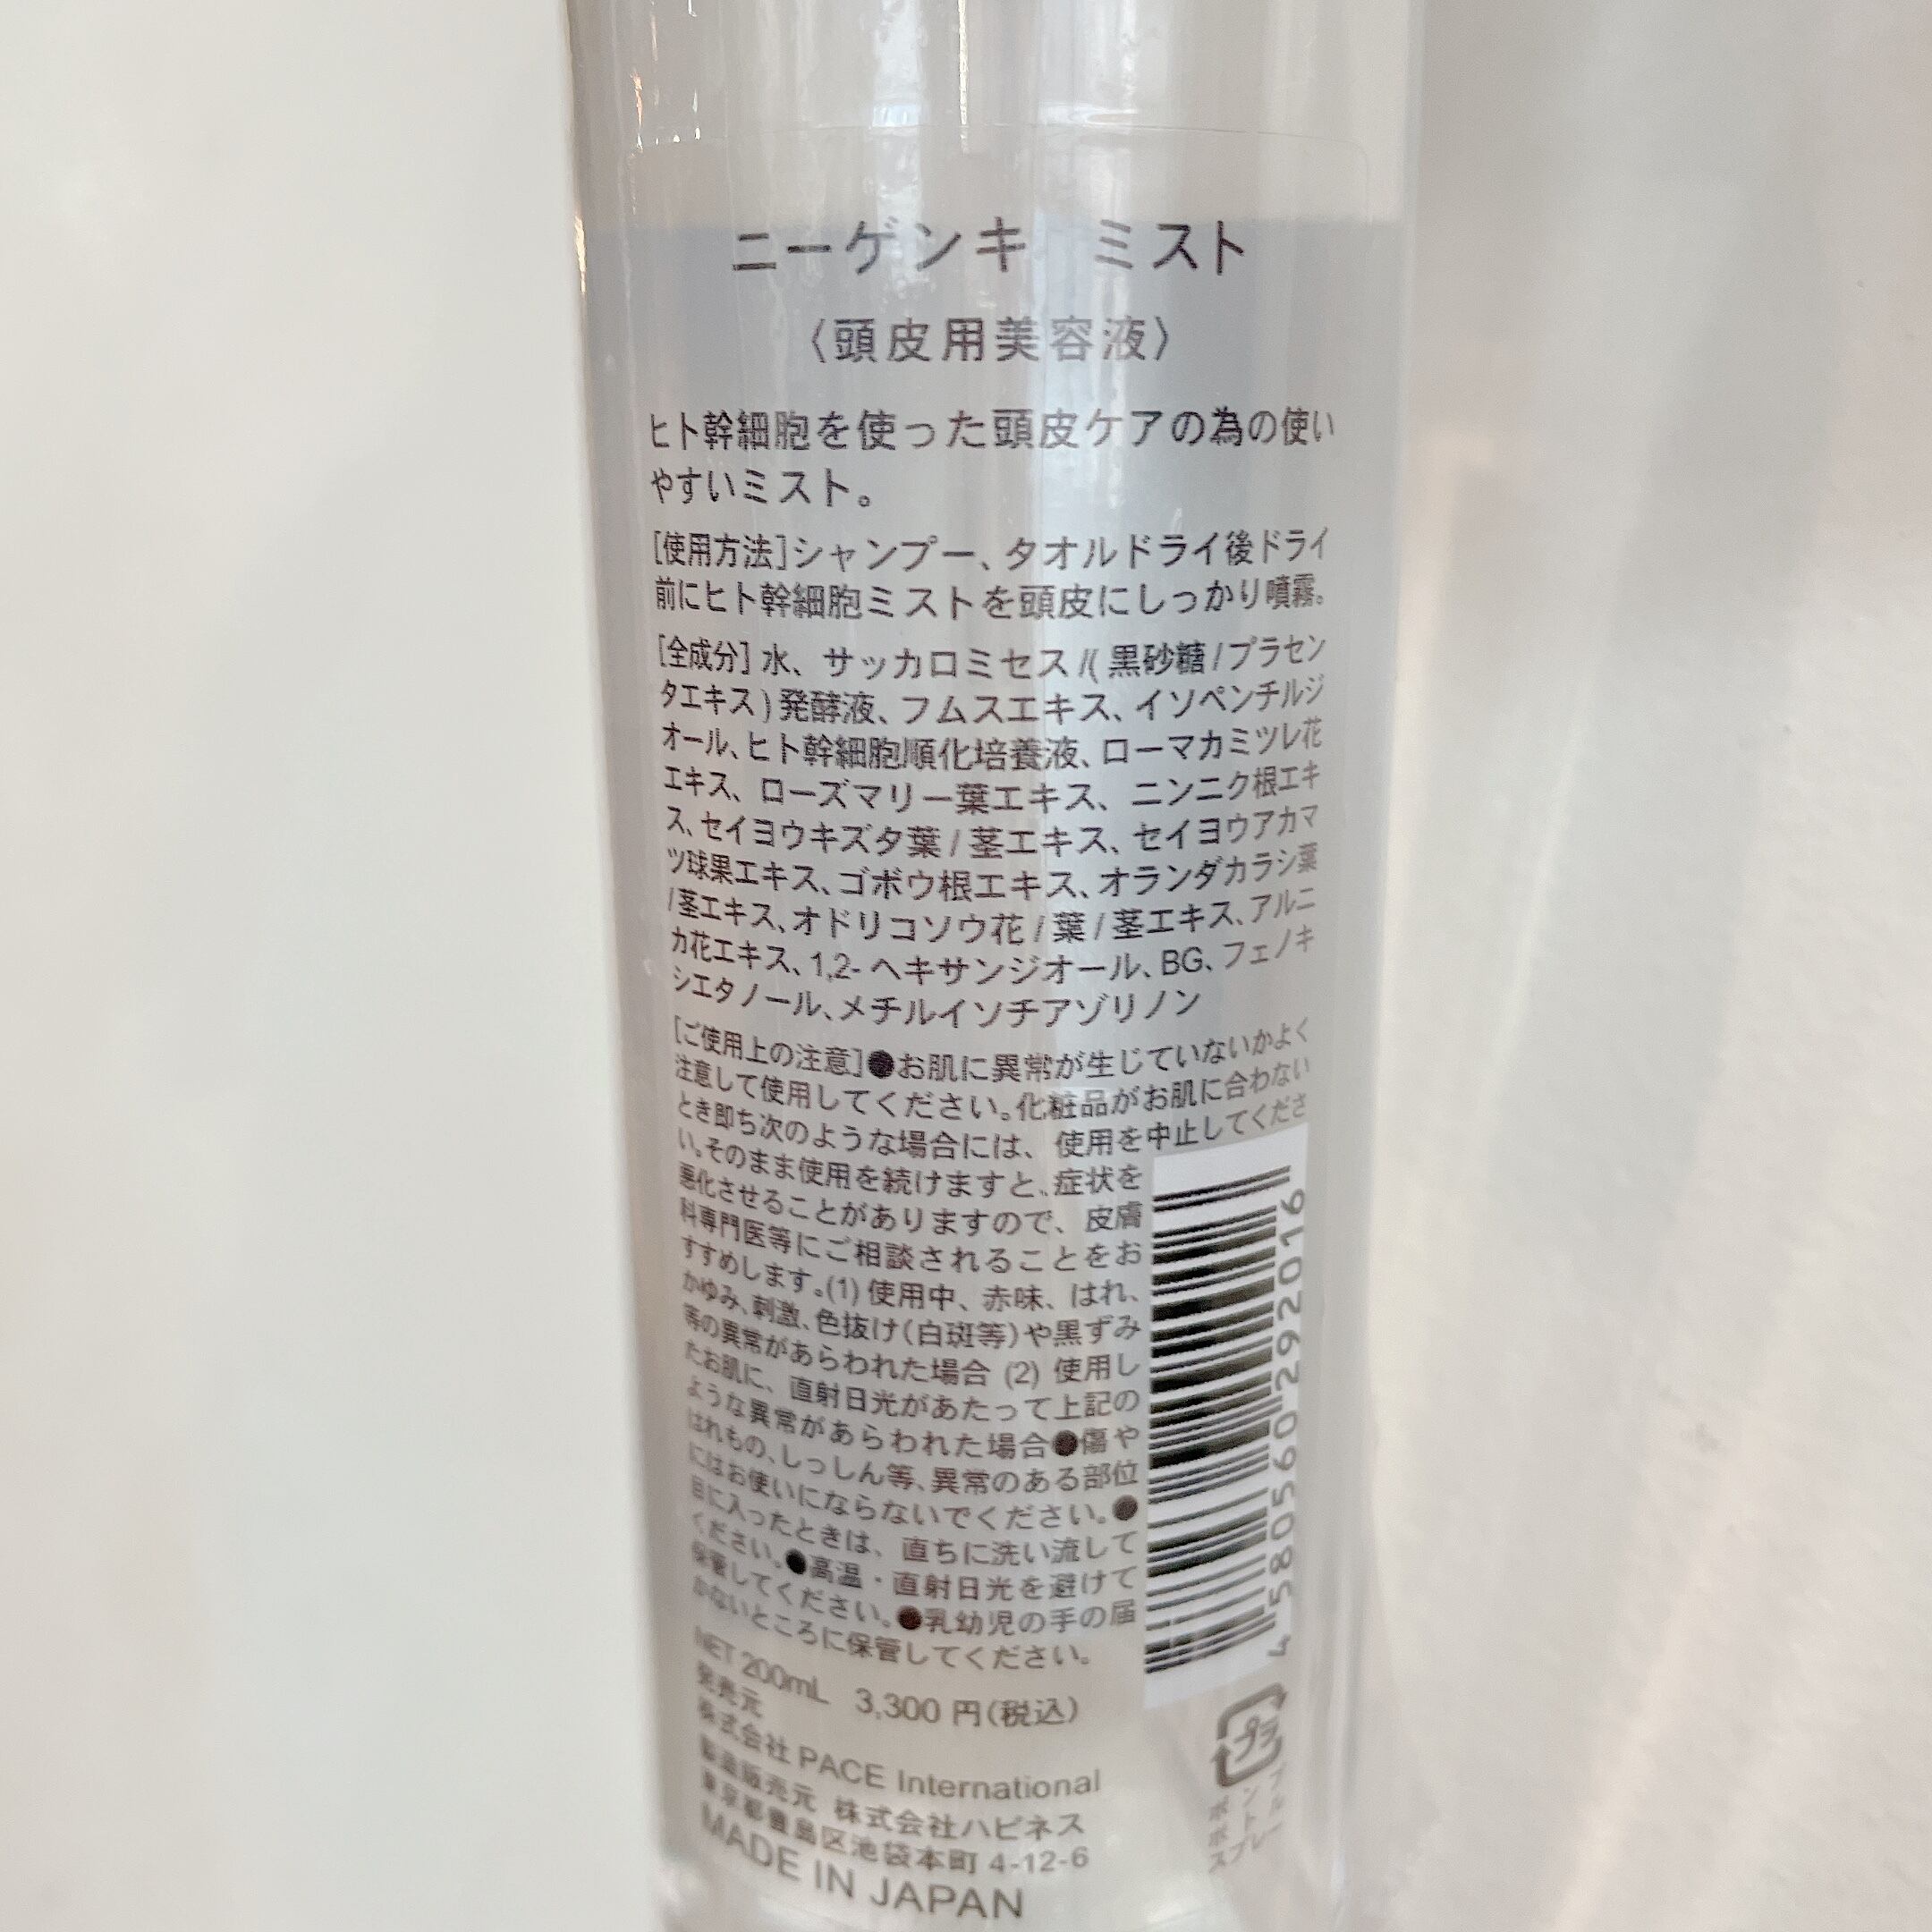 ニーゲンキ ミスト
〈頭皮用美容液〉
ヒト幹細胞を使った頭皮ケアの為の使い
やすいミスト。
[使用方法]シャンプー、タオルドライ後ドライ
前にヒト幹細胞ミストを頭皮にしっかり噴霧。
[全成分] 水、サッカロミセス/(黒砂糖/プラセン
タエキス)発酵液、フムスエキス、イソペンチルジ
オール、ヒト幹細胞順化培養液、ローマカミツレ花
エキス、ローズマリー葉エキス、ニンニク根エキ
ス、セイヨウキズタ葉/茎エキス、セイヨウアカマ
ツ球果エキス、ゴボウ根エキス、オランダカラシ葉
/茎エキス、オドリコソウ花/葉/茎エキス、アルニ
カ花エキス、1,2-ヘキサンジオール、BG、フェノキ
シエタノール、メチルイソチアゾリノン
[ご使用上の注意]●お肌に異常が生じていないかよく
注意して使用してください。化粧品がお肌に合わない
とき即ち次のような場合には、使用を中止してくださ
い。そのまま使用を続けますと、症状を
悪化させることがありますので、皮膚
科専門医等にご相談されることをお
すすめします。(1)使用中、赤味、はれ、
かゆみ、刺激、色抜け(白斑等)や黒ずみ
等の異常があらわれた場合 (2) 使用し
たお肌に、直射日光があたって上記の
ような異常があらわれた場合●傷や
はれもの、しっしん等、異常のある部位
にはお使いにならないでください。●
目に入ったときは、直ちに洗い流して
ください。●高温・直射日光を避けて
保管してください。●乳幼児の手の届
かないところに保管してください。
NET 200mL 3,300円(税込)
発売元
株式会社 PACE International
製造販売元 株式会社ハピネス
東京都豊島区池袋本町 4-12-6
MADE IN JAPAN
4 580560 292016
プラ
ボトル
ポンプ
スプレー